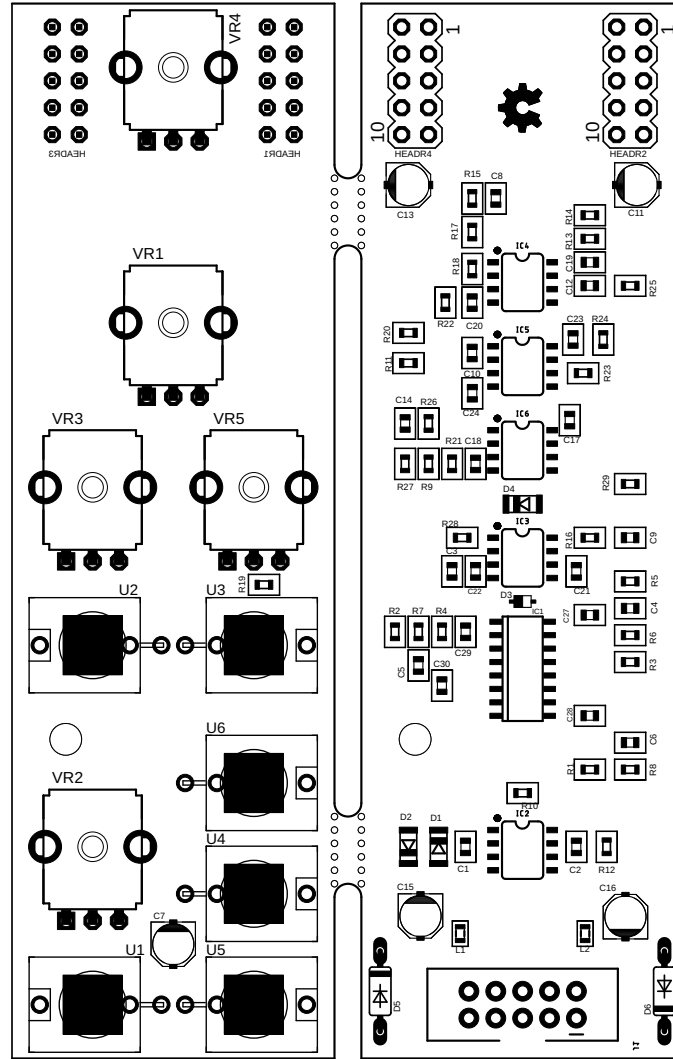 VR4
HEADR3
HEADR1
1
1
10
10
HEADR4
HEADR2
C13
C11
R15
C8
R14
R17
R13
IC4
C19
R18
C12
R25
R22
C20
VR1
R20
IC5
C23
R24
R11
C10
R23
C24
C14
R26
IC6
C17
VR3
VR5
R21
C18
R27
R9
R29
D4
R28
IC3
R16
C9
C3
C22
C21
R19
R5
U2
U3
D3
IC1
C27
C4
R2
R7
R4
R6
C29
C5
C30
R3
C28
U6
C6
R1
R8
VR2
R10
IC2
D2
D1
U4
C1
C2
R12
C15
C16
C7
U1
U5
L1
L2
D5
D6
J1